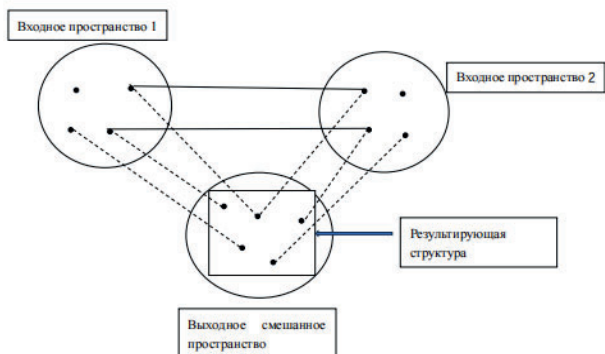 Входное пространство 1
Входное пространство 2
Результирующая
структура
Выходное смешанное
пространство